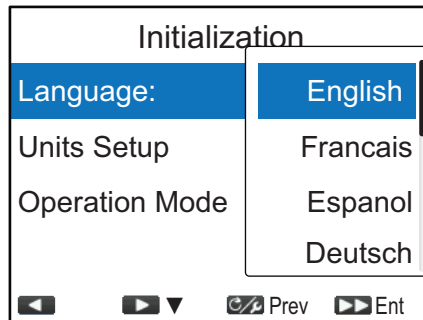 Initialization
Language: English
Units Setup Francais
Operation Mode Espanol
Deutsch
Prev Ent